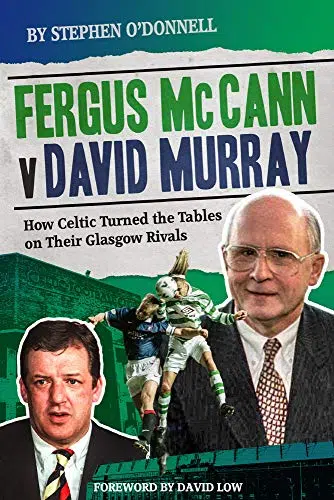 BY STEPHEN O'DONNELL
FERGUS McCANN
V DAVID MURRAY
How Celtic Turned the Tables
on Their Glasgow Rivals
FOREWORD BY DAVID LOW